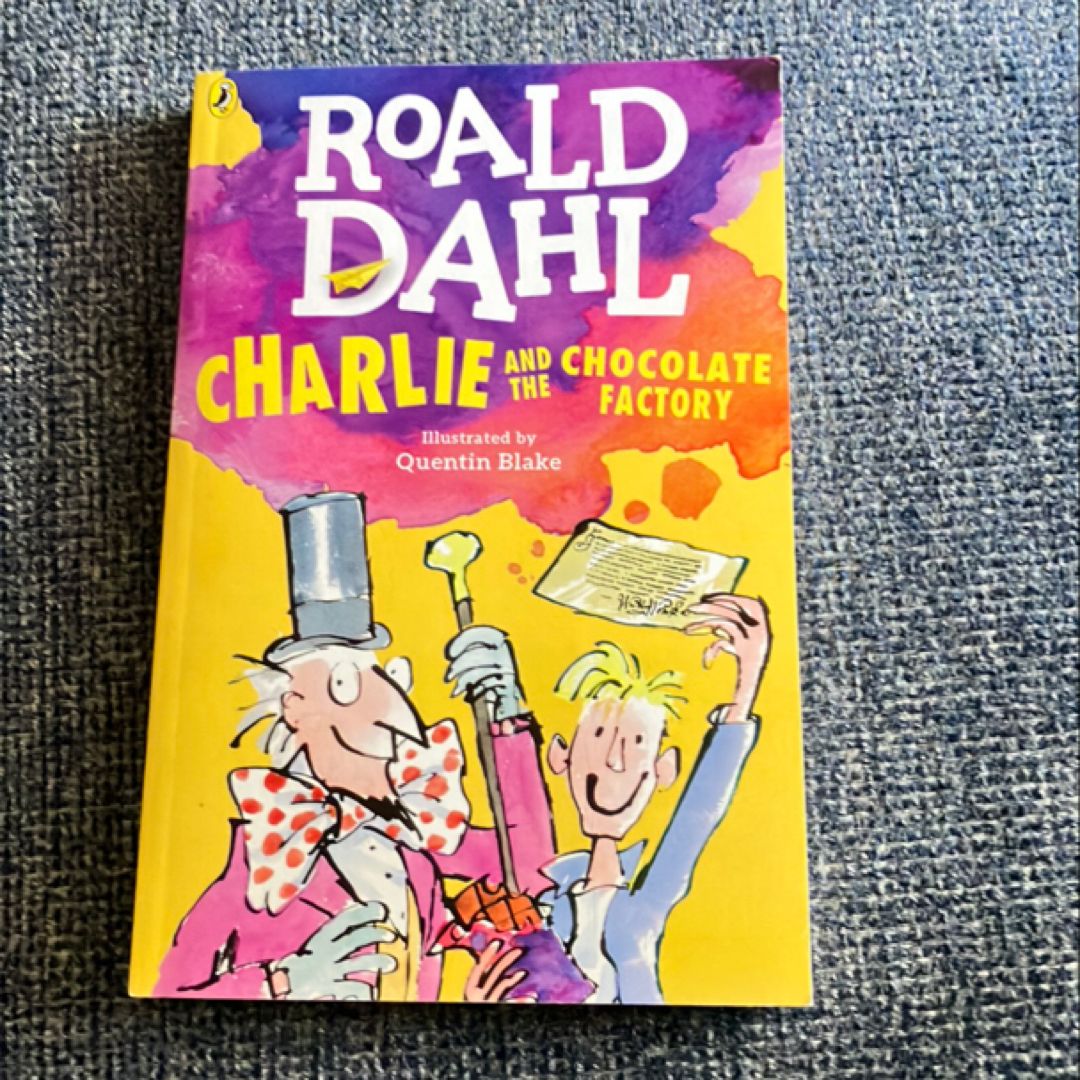 ROALD
DAHL
CHARLIE AND THE CHOCOLATE FACTORY
Illustrated by
Quentin Blake